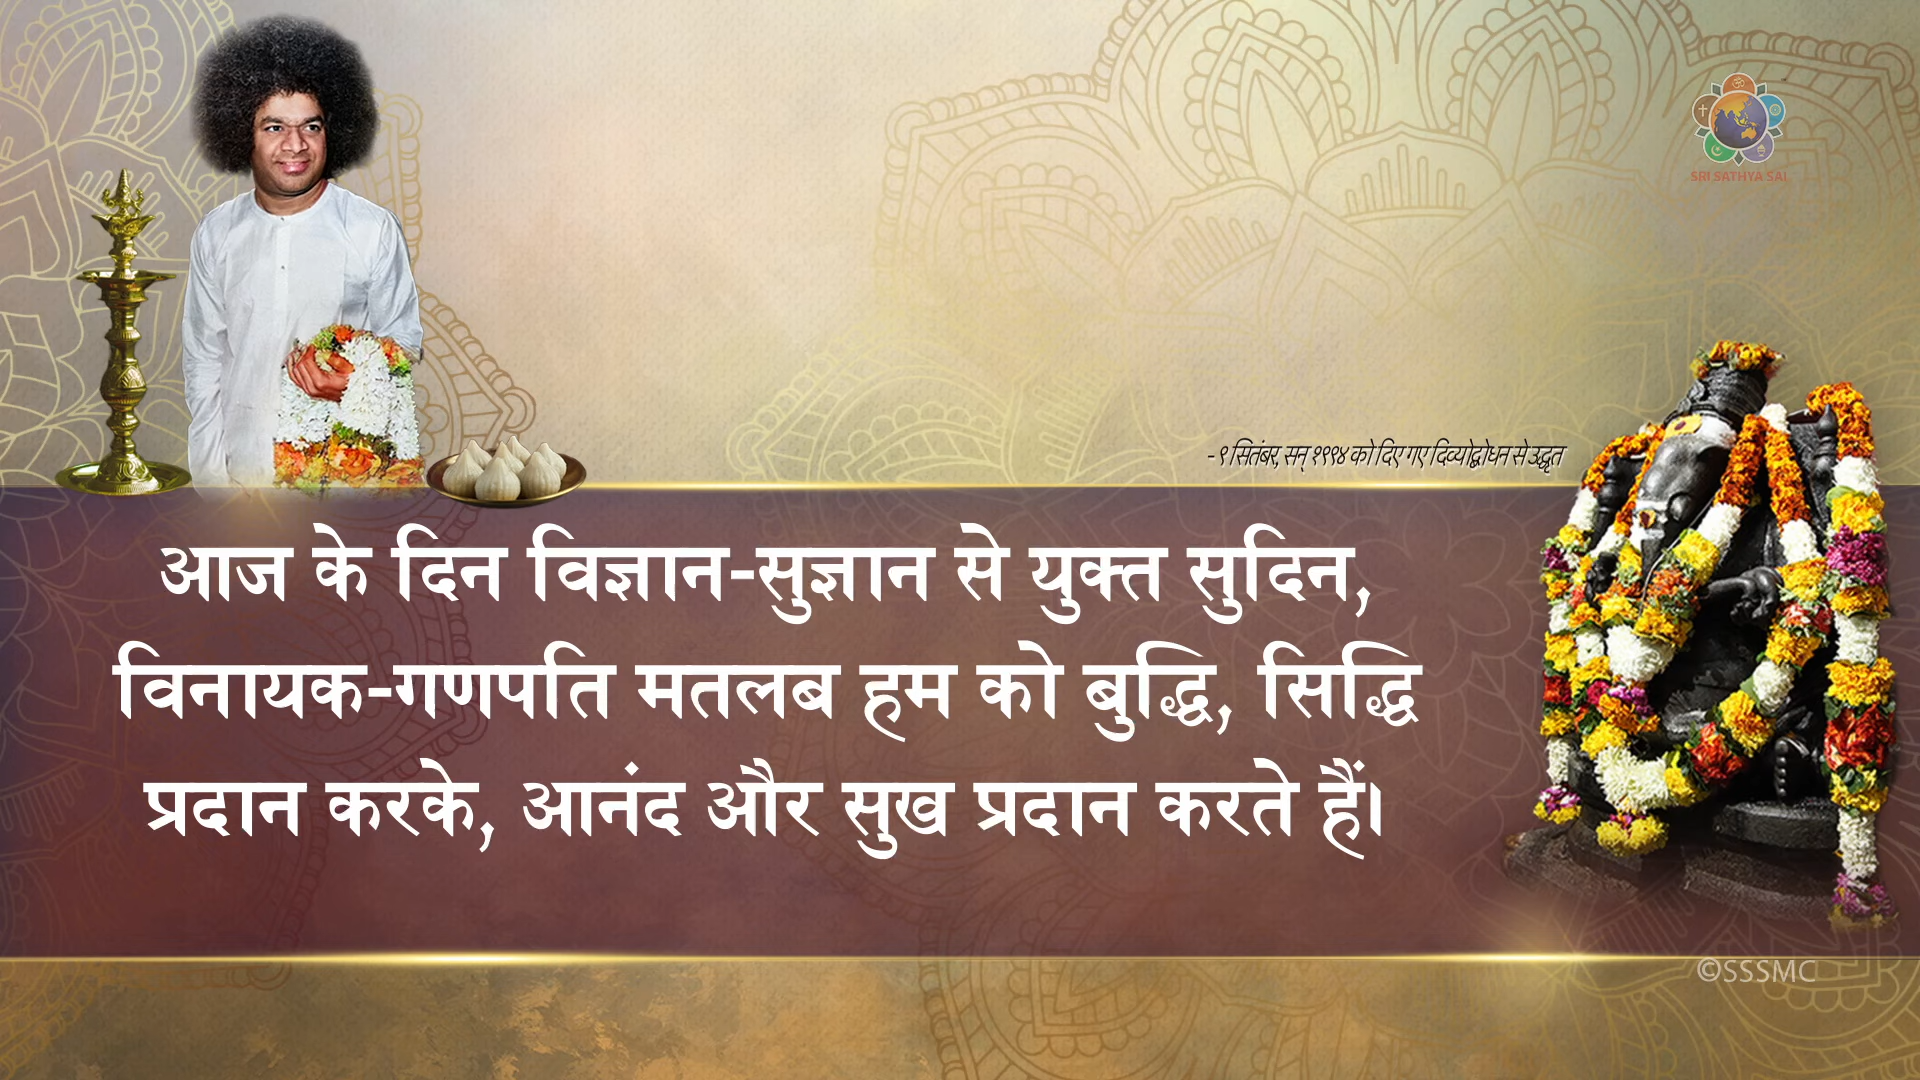 SRI SATHYA SAI
- ९ सितंबर, सन् १९९४ को दिए गए दिव्योद्बोधन से उद्धृत
आज के दिन विज्ञान-सुज्ञान से युक्त सुदिन,
विनायक-गणपति मतलब हम को बुद्धि, सिद्धि
प्रदान करके, आनंद और सुख प्रदान करते हैं।
©SSSMC